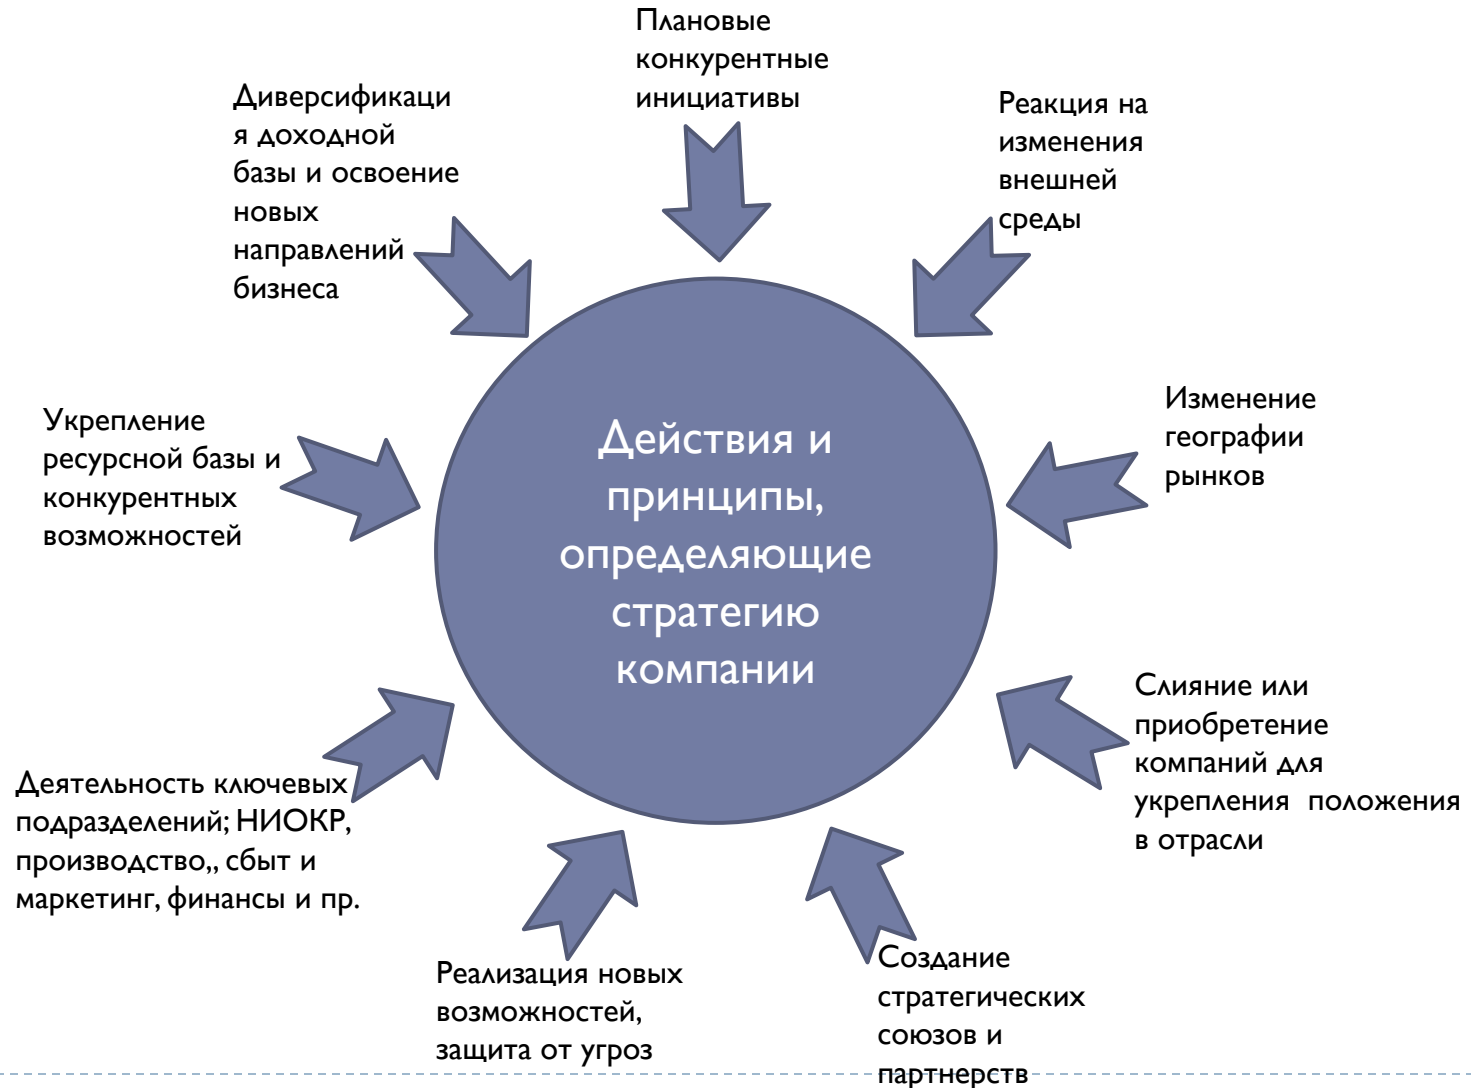 Плановые
конкурентные
инициативы
Диверсификаци
я доходной
базы и освоение
новых
направлений
бизнеса
Реакция на
изменения
внешней
среды
Укрепление
ресурсной базы и
конкурентных
возможностей
Действия и
принципы,
определяющие
стратегию
компании
Изменение
географии
рынков
Слияние или
приобретение
компаний для
укрепления положения
в отрасли
Деятельность ключевых
подразделений; НИОКР,
производство,, сбыт и
маркетинг, финансы и пр.
Реализация новых
возможностей,
защита от угроз
Создание
стратегических
союзов и
партнерств